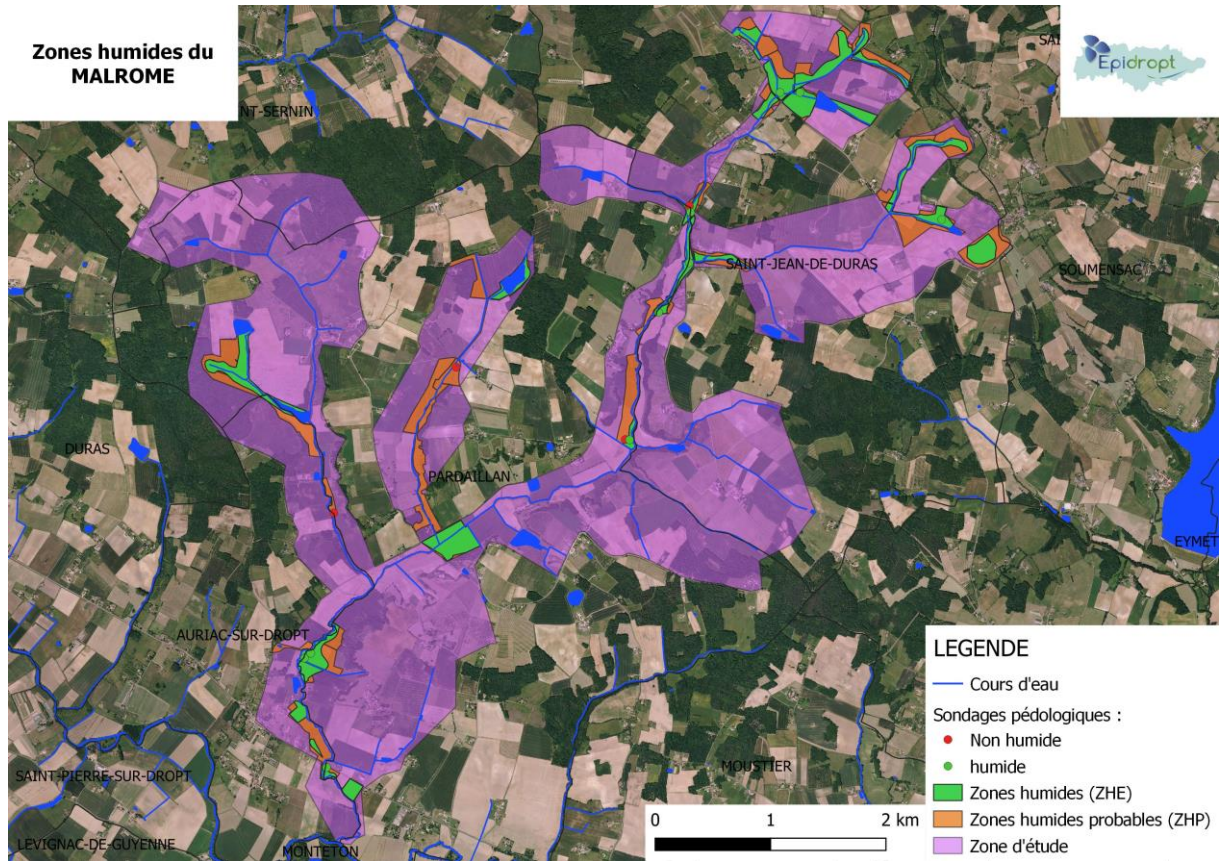 Zones humides du
MALROME
Epidropt
SAI
NT-SERNIN
SAINT-JEAN-DE-DURAS
SOUMENSAC
DURAS
PARDAILLAN
EYMET
AURIAC-SUR-DROPT
SAINT-PIERRE-SUR-DROPT
MOUSTIER
LEVIGNAC-DE-GUYENNE
MONTETON
LEGENDE
Cours d'eau
Sondages pédologiques :
Non humide
humide
Zones humides (ZHE)
Zones humides probables (ZHP)
Zone d'étude
0 1 2 km